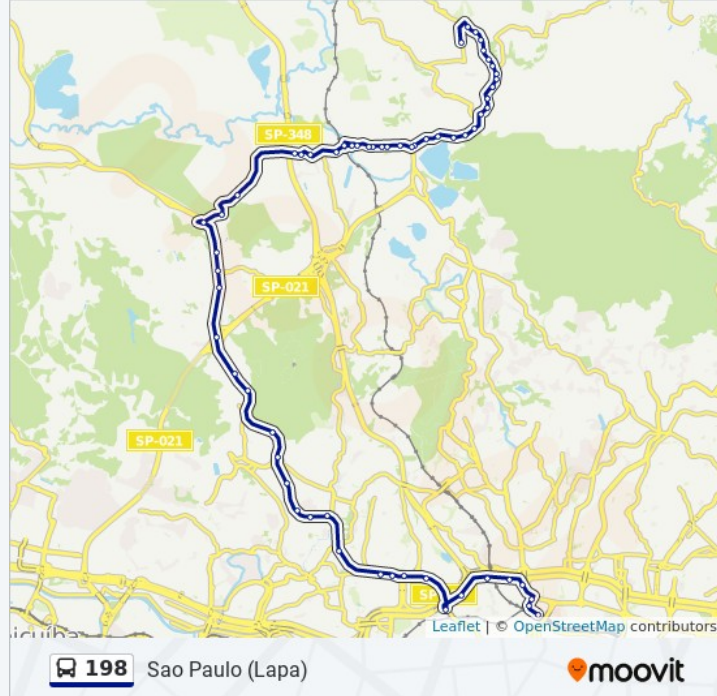 SP-348
SP-021
SP-021
Leaflet | © OpenStreetMap contributors
198 Sao Paulo (Lapa)
moovit